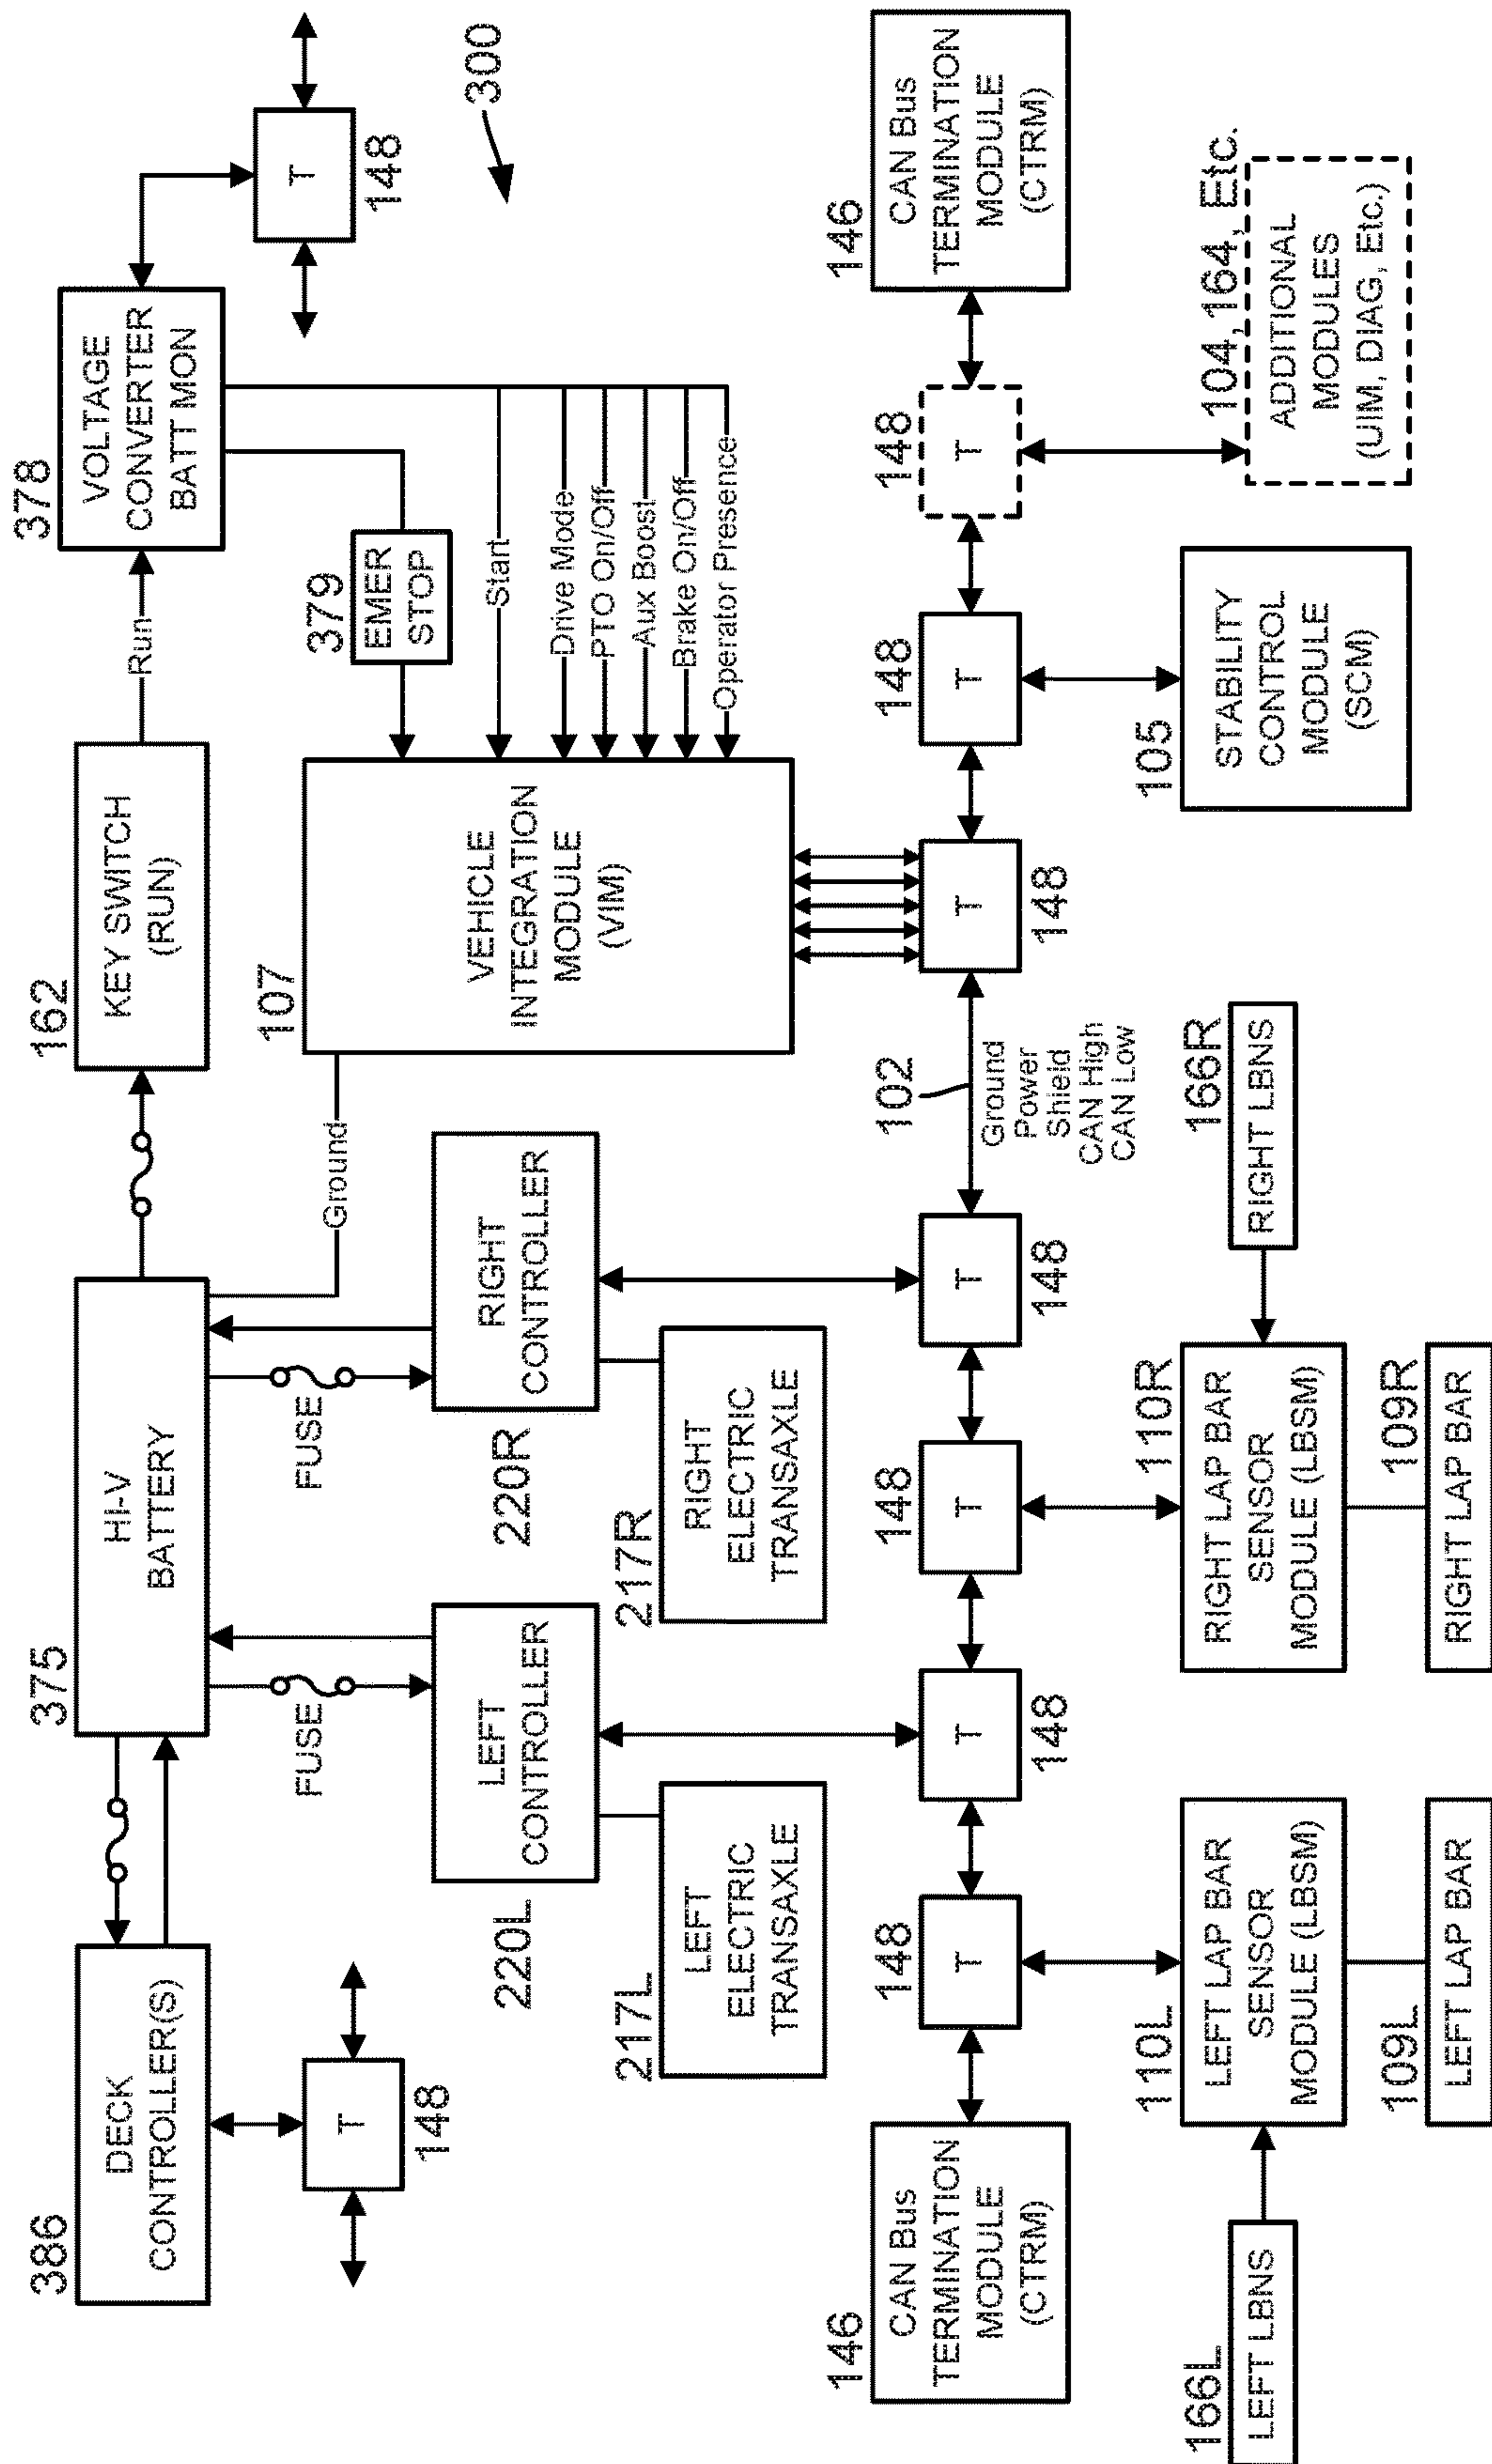 386
DECK
CONTROLLER(S)
T
148
375
HI-V
BATTERY
162
KEY SWITCH
(RUN)
Run
378
VOLTAGE
CONVERTER
BATT MON
T
148
300
FUSE
FUSE
Ground
379
EMER
STOP
Start
Drive Mode
PTO On/Off
Aux Boost
Brake On/Off
Operator Presence
107
VEHICLE
INTEGRATION
MODULE
(VIM)
220L
LEFT
CONTROLLER
220R
RIGHT
CONTROLLER
217L
LEFT
ELECTRIC
TRANSAXLE
217R
RIGHT
ELECTRIC
TRANSAXLE
146
CAN Bus
TERMINATION
MODULE
(CTRM)
148
T
T
148
148
T
T
148
102
Ground
Power
Shield
CAN High
CAN Low
T
148
148
T
148
T
146
CAN Bus
TERMINATION
MODULE
(CTRM)
166L
LEFT LBNS
110L
LEFT LAP BAR
SENSOR
MODULE (LBSM)
109L
LEFT LAP BAR
110R
RIGHT LAP BAR
SENSOR
MODULE (LBSM)
109R
RIGHT LAP BAR
166R
RIGHT LBNS
105
STABILITY
CONTROL
MODULE
(SCM)
104, 164, Etc.
ADDITIONAL
MODULES
(UIM, DIAG, Etc.)